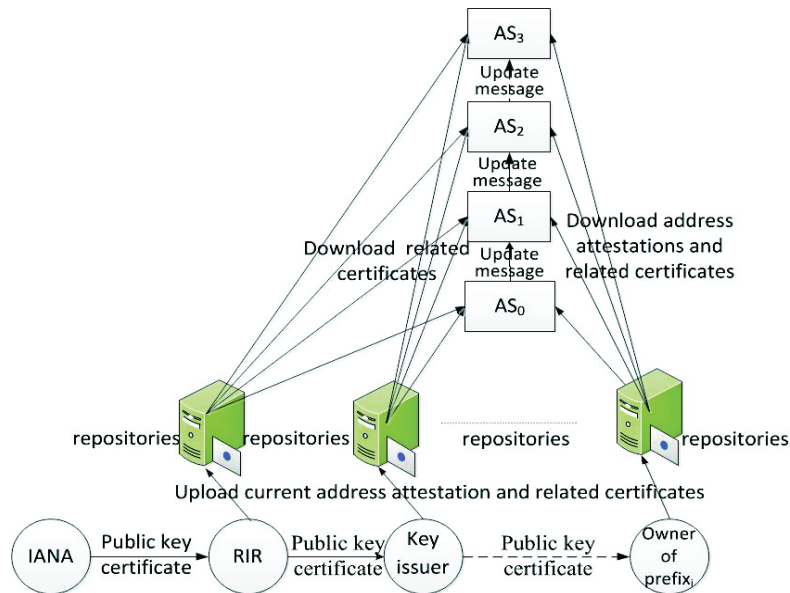 AS3
Update
message
AS2
Update
message
AS1
Download related
certificates
Download address
attestations and
related certificates
Update
message
AS0
repositories
repositories
repositories
repositories
Upload current address attestation and related certificates
IANA
Public key
certificate
RIR
Public key
certificate
Key
issuer
Public key
certificate
Owner
of
prefixi